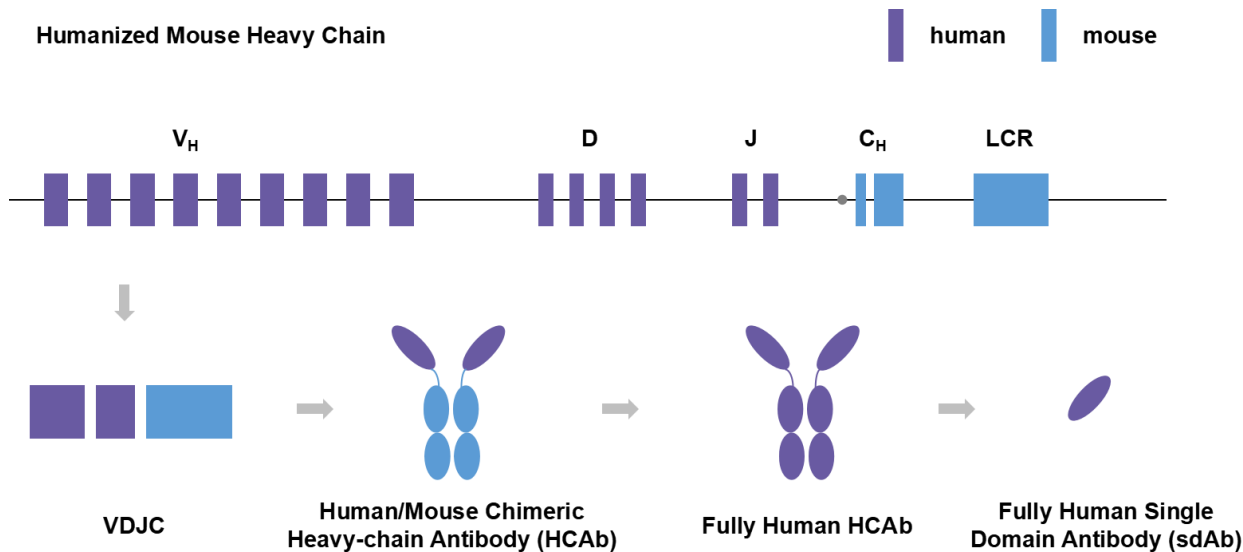 Humanized Mouse Heavy Chain
human
mouse
VH
D
J
CH
LCR
VDJC
Human/Mouse Chimeric
Heavy-chain Antibody (HCAb)
Fully Human HCAb
Fully Human Single
Domain Antibody (sdAb)